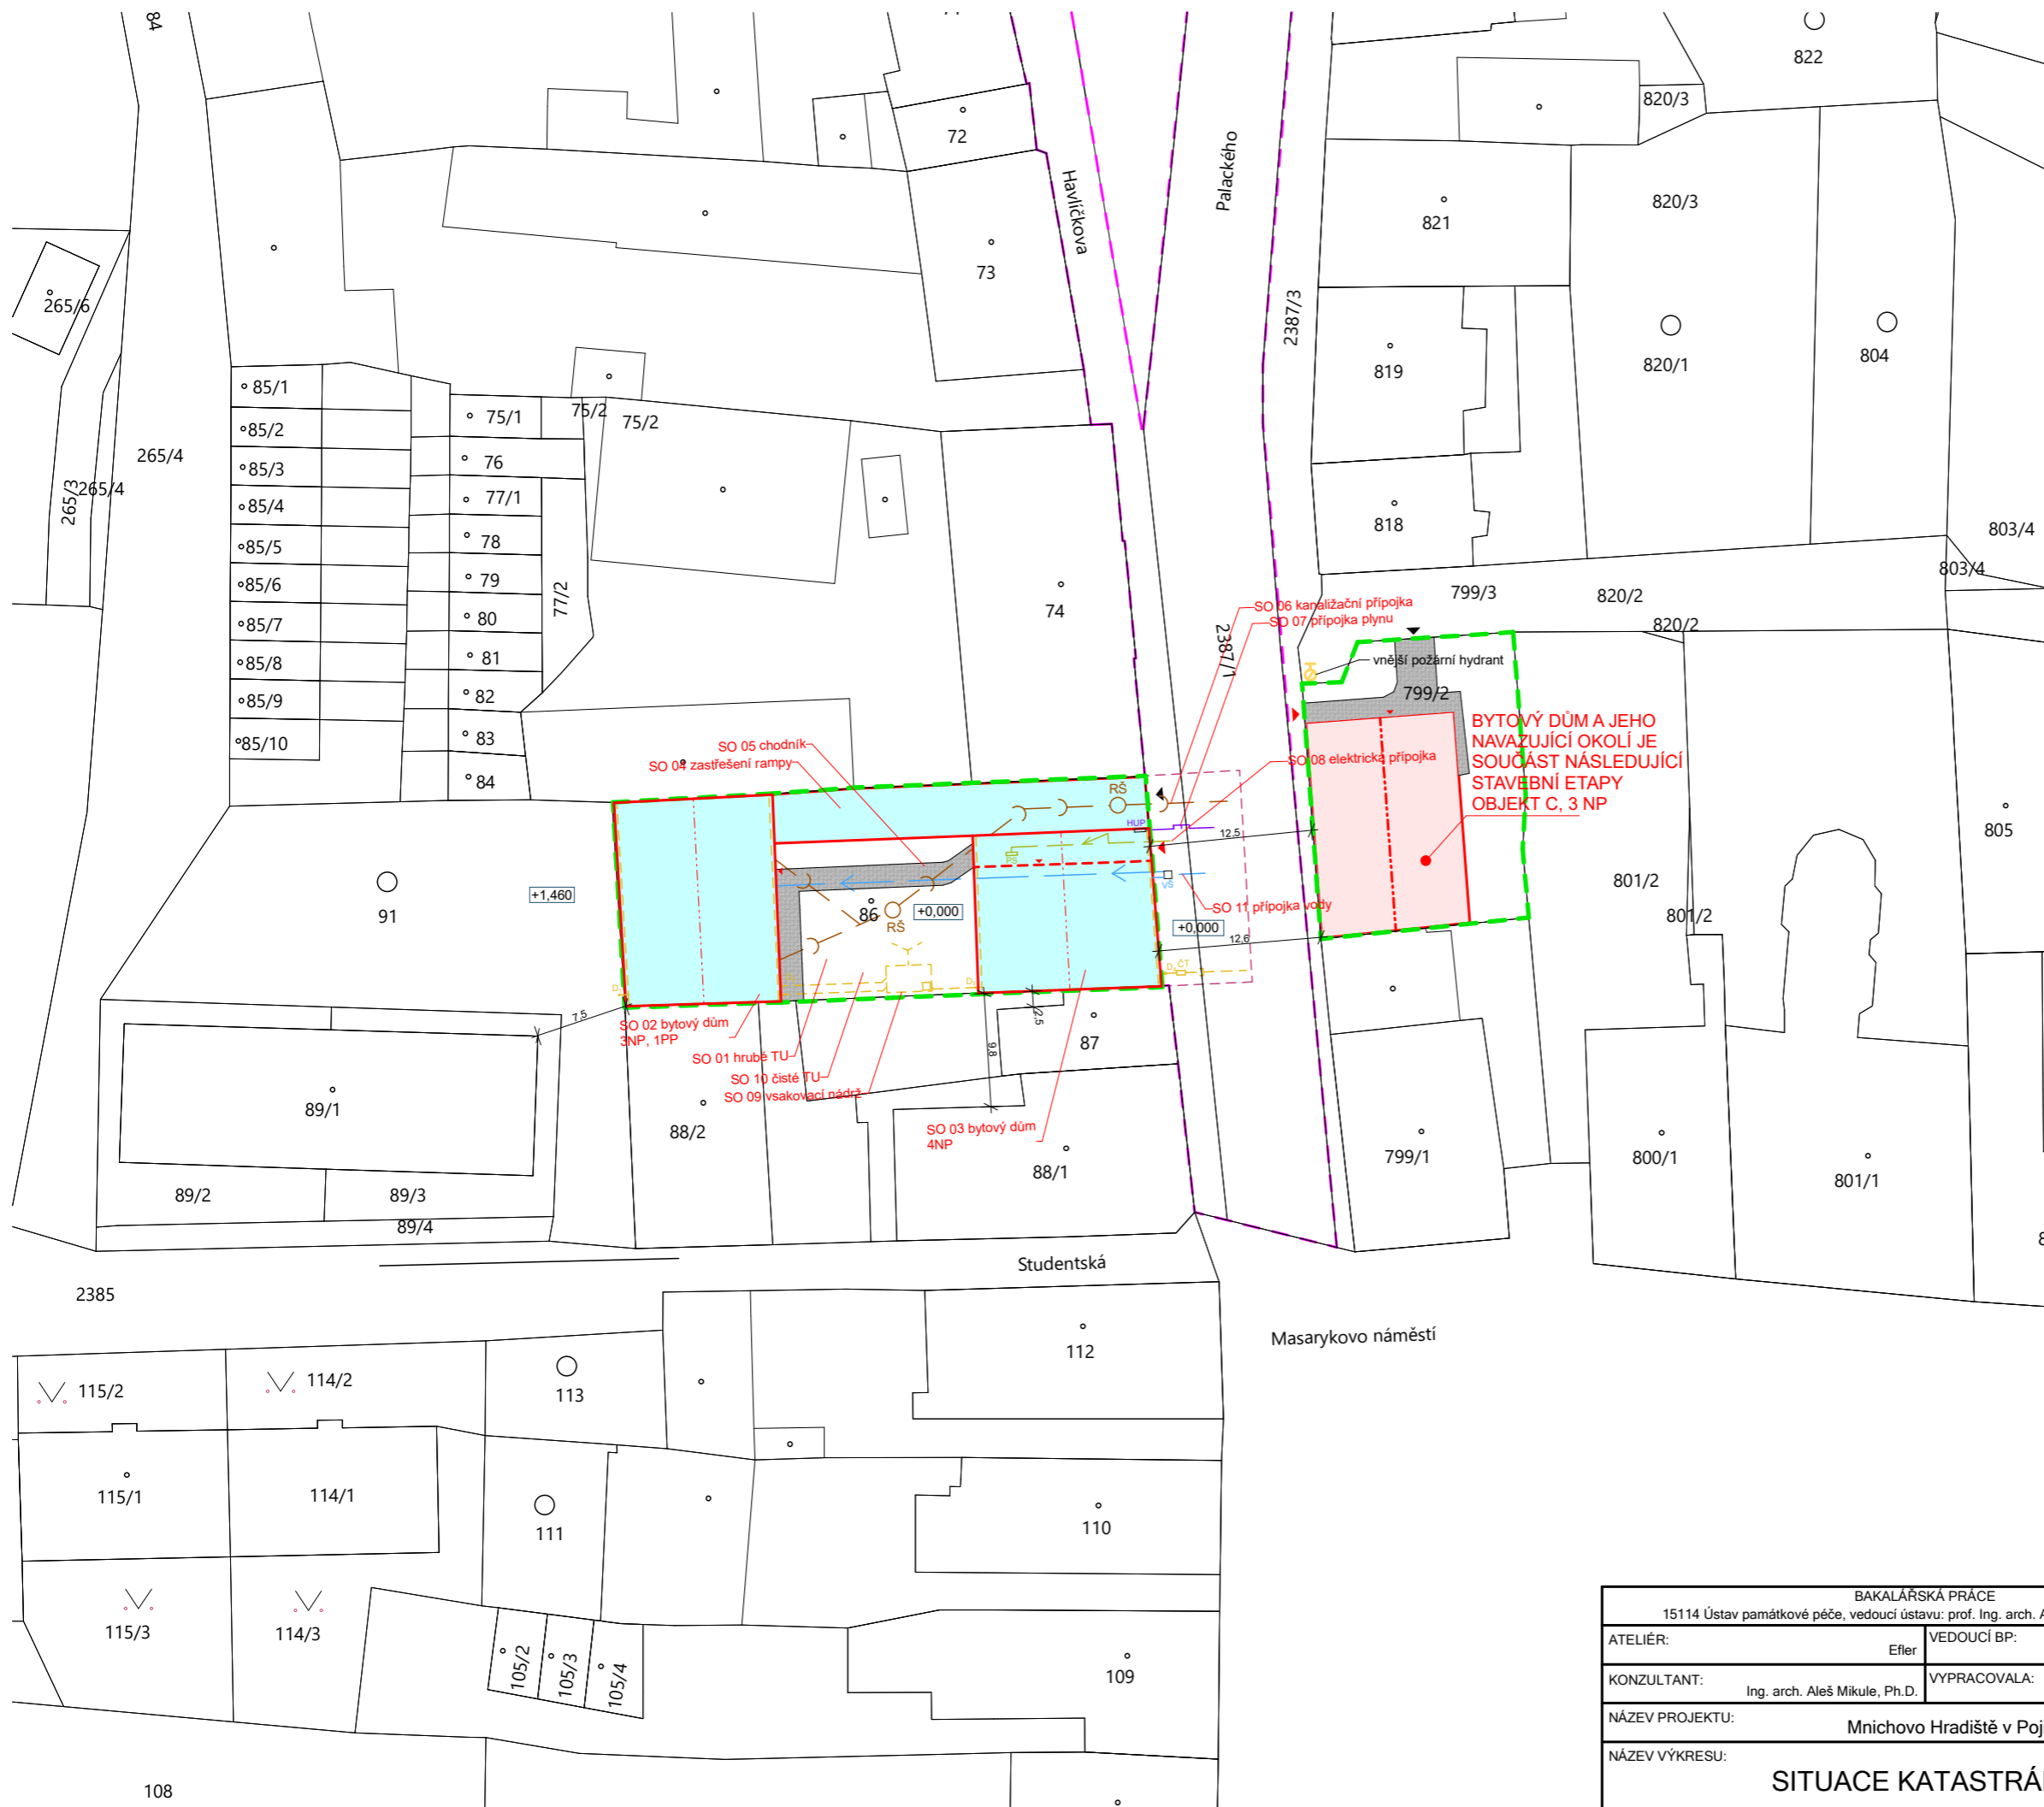 84
822
820/3
72
Havlíčkova
Palackého
821
820/3
73
265/6
2387/3
819
820/1
804
85/1
75/1
75/2
75/2
85/2
76
265/4
85/3
77/1
265/3
265/4
85/4
818
78
85/5
803/4
79
803/4
85/6
77/2
74
799/3
820/2
80
85/7
820/2
SO 06 kanaližační přípojka
SO 07 přípojka plynu
2387/1
81
85/8
vnější požární hydrant
82
85/9
799/2
83
85/10
SO 05 chodník
SO 04 zastřešení rampy
SO 08 elektrická přípojka
BYTOVÝ DŮM A JEHO
NAVAZUJÍCÍ OKOLÍ JE
SOUČÁST NÁSLEDUJÍCÍ
STAVEBNÍ ETAPY
OBJEKT C, 3 NP
84
RŠ
HUP
12,5
805
PS
VŠ
801/2
+1,460
91
86
+0,000
RŠ
SO 11 přípojka vody
801/2
+0,000
12,6
ČT
7,5
SO 02 bytový dům
3NP, 1PP
2,5
87
9,8
SO 01 hrubé TU
SO 10 čisté TU
SO 09 vsakovací nádrž
89/1
88/2
SO 03 bytový dům
4NP
88/1
799/1
800/1
801/1
89/2
89/3
89/4
8
Studentská
2385
Masarykovo náměstí
112
115/2
114/2
113
115/1
114/1
111
110
115/3
114/3
105/2
105/3
105/4
109
108
BAKALÁŘSKÁ PRÁCE
15114 Ústav památkové péče, vedoucí ústavu: prof. Ing. arch. A
ATELIÉR:
Efler
VEDOUCÍ BP:
KONZULTANT:
Ing. arch. Aleš Mikule, Ph.D.
VYPRACOVALA:
NÁZEV PROJEKTU:
Mnichovo Hradiště v Poj
NÁZEV VÝKRESU:
SITUACE KATASTRÁ